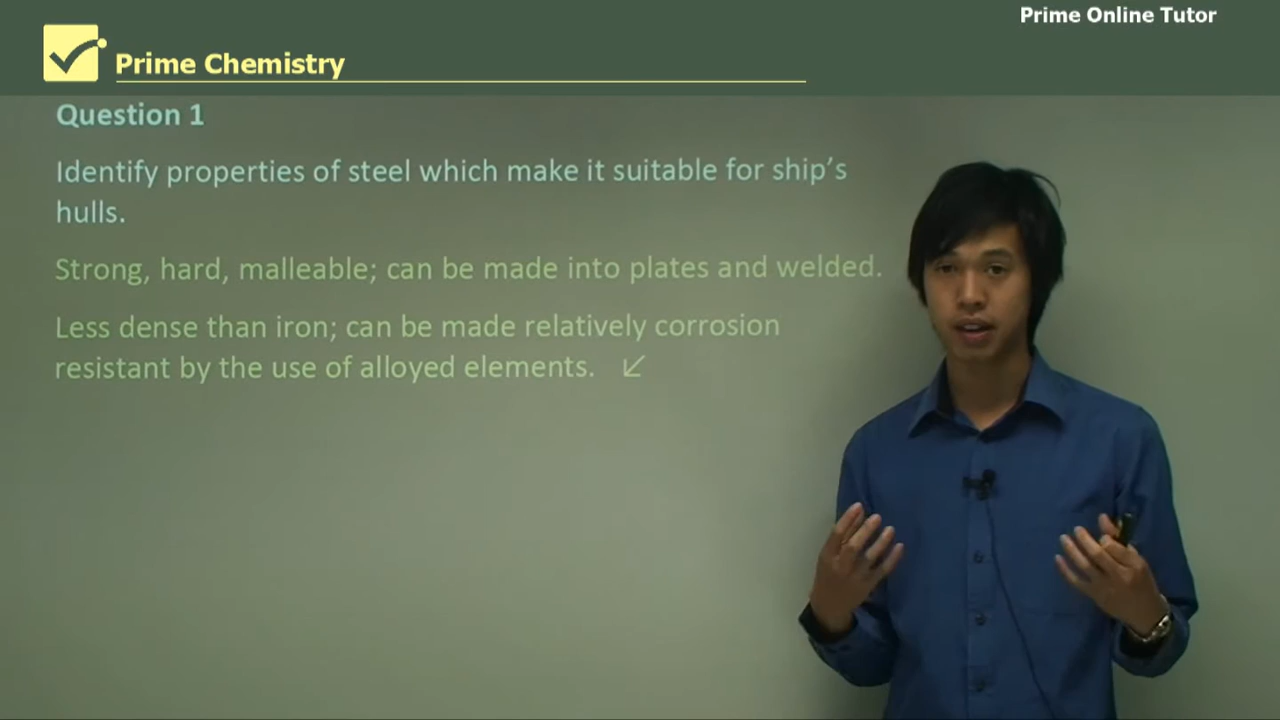 Prime Online Tutor
Prime Chemistry
Question 1
Identify properties of steel which make it suitable for ship’s
hulls.
Strong, hard, malleable; can be made into plates and welded.
Less dense than iron; can be made relatively corrosion
resistant by the use of alloyed elements.